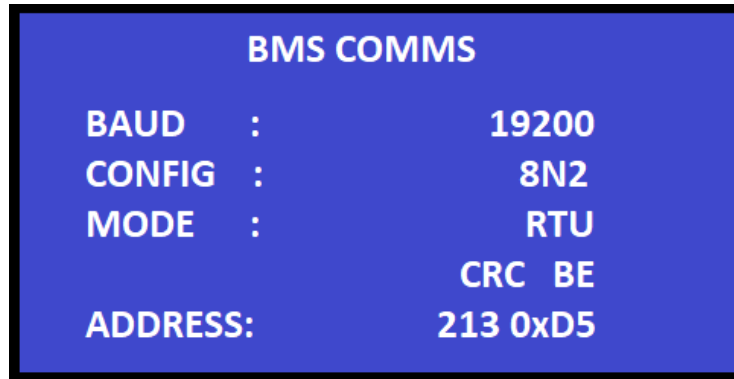 BMS COMMS
BAUD : 19200
CONFIG : 8N2
MODE : RTU
CRC BE
ADDRESS: 213 0xD5